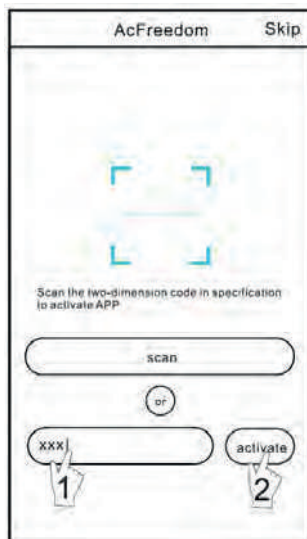 AcFreedom Skip
Scan the two-dimension code in specification
to activate APP
scan
or
xxx
activate
1
2